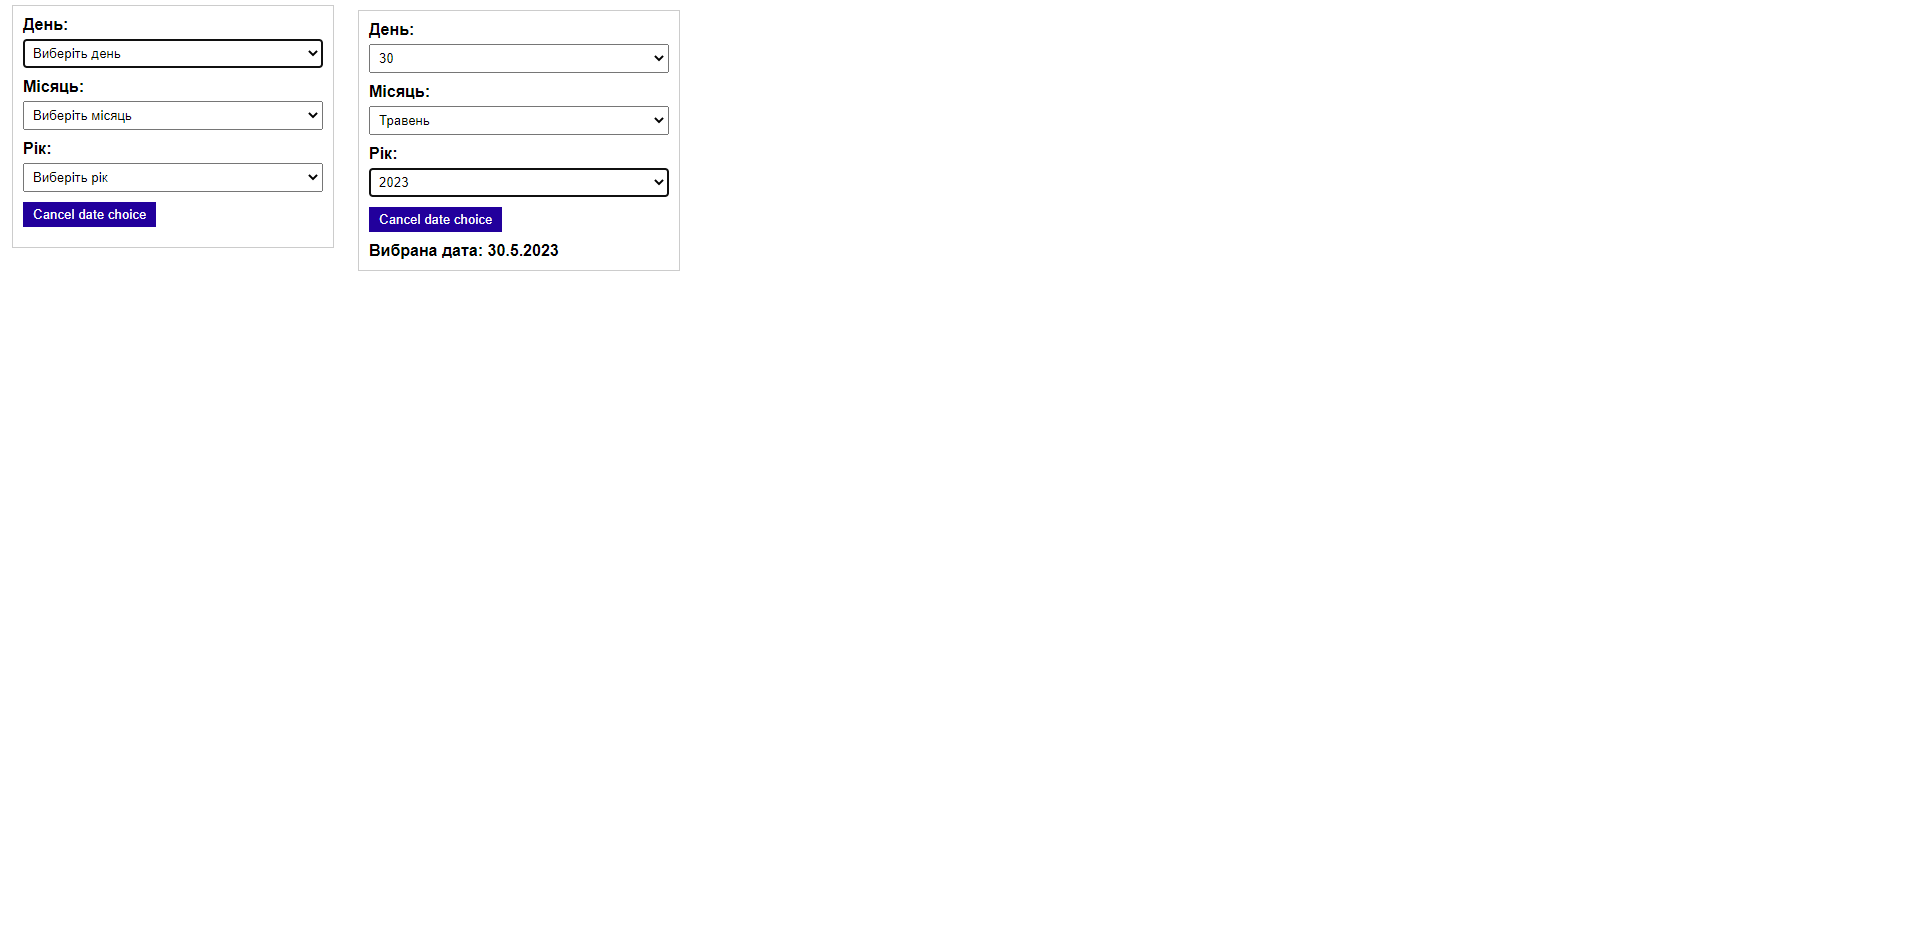 День:
Виберіть день
Місяць:
Виберіть місяць
Рік:
Виберіть рік
Cancel date choice
День:
30
Місяць:
Травень
Рік:
2023
Cancel date choice
Вибрана дата: 30.5.2023